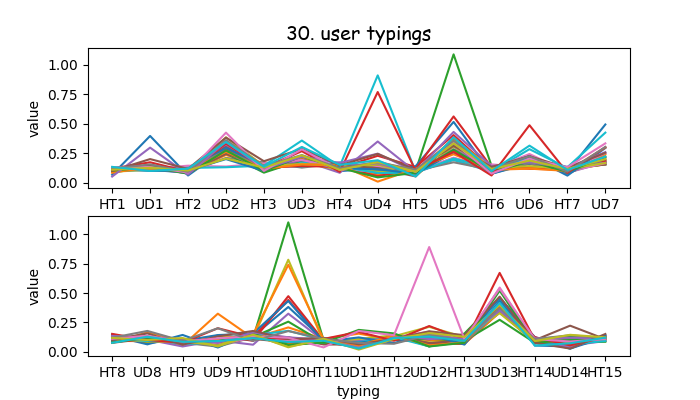 30. user typings
value
1.00
0.75
0.50
0.25
0.00
HT1 UD1 HT2 UD2 HT3 UD3 HT4 UD4 HT5 UD5 HT6 UD6 HT7 UD7
value
1.00
0.75
0.50
0.25
0.00
HT8 UD8 HT9 UD9 HT10 UD10 HT11 UD11 HT12 UD12 HT13 UD13 HT14 UD14 HT15
typing